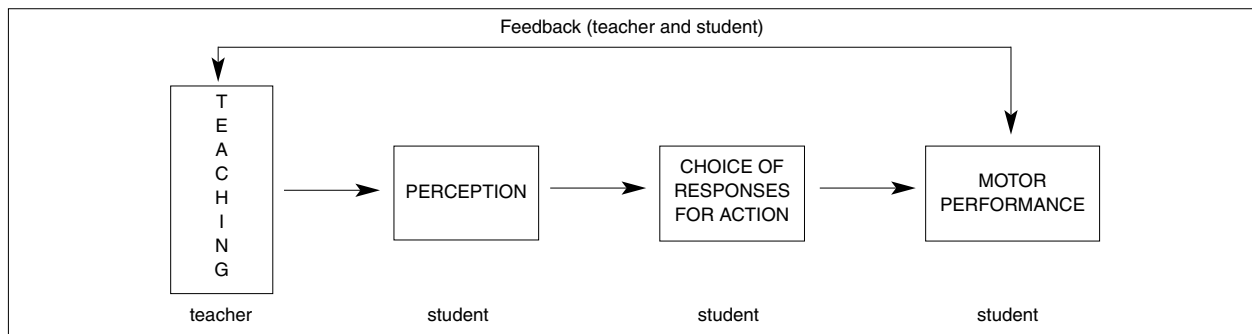 Feedback (teacher and student)
T
E
A
C
H
I
N
G
PERCEPTION
CHOICE OF
RESPONSES
FOR ACTION
MOTOR
PERFORMANCE
teacher
student
student
student